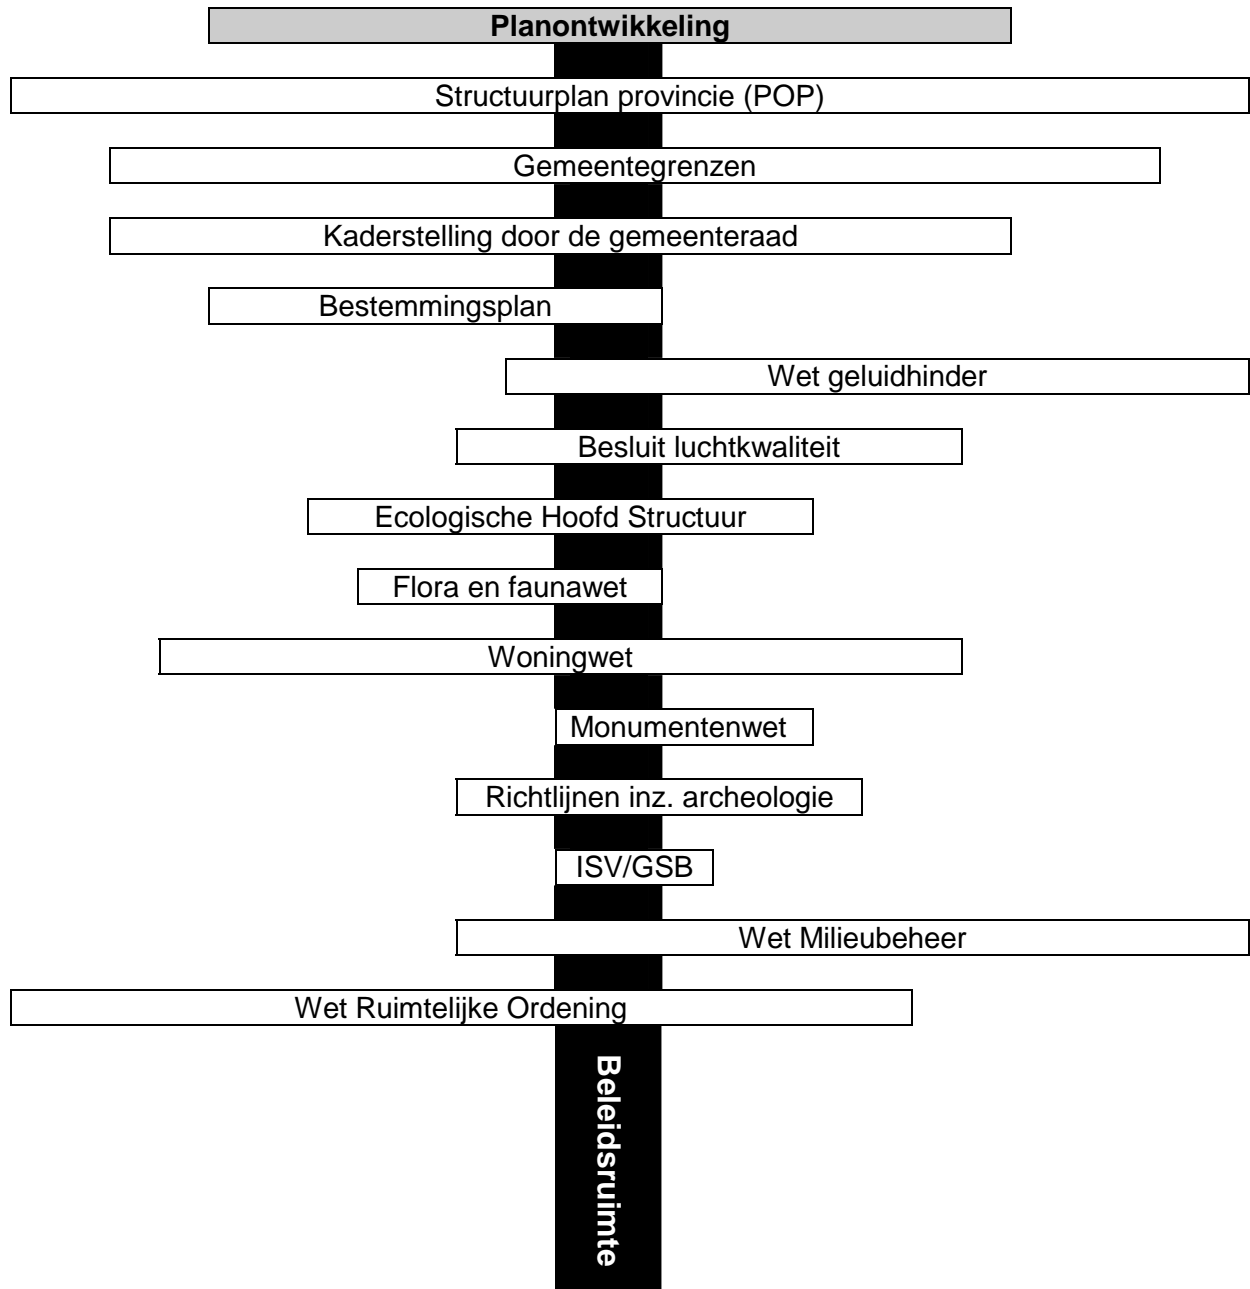 Planontwikkeling
Structuurplan provincie (POP)
Gemeentegrenzen
Kaderstelling door de gemeenteraad
Bestemmingsplan
Wet geluidhinder
Besluit luchtkwaliteit
Ecologische Hoofd Structuur
Flora en faunawet
Woningwet
Monumentenwet
Richtlijnen inz. archeologie
ISV/GSB
Wet Milieubeheer
Wet Ruimtelijke Ordening
Beleidsruimte